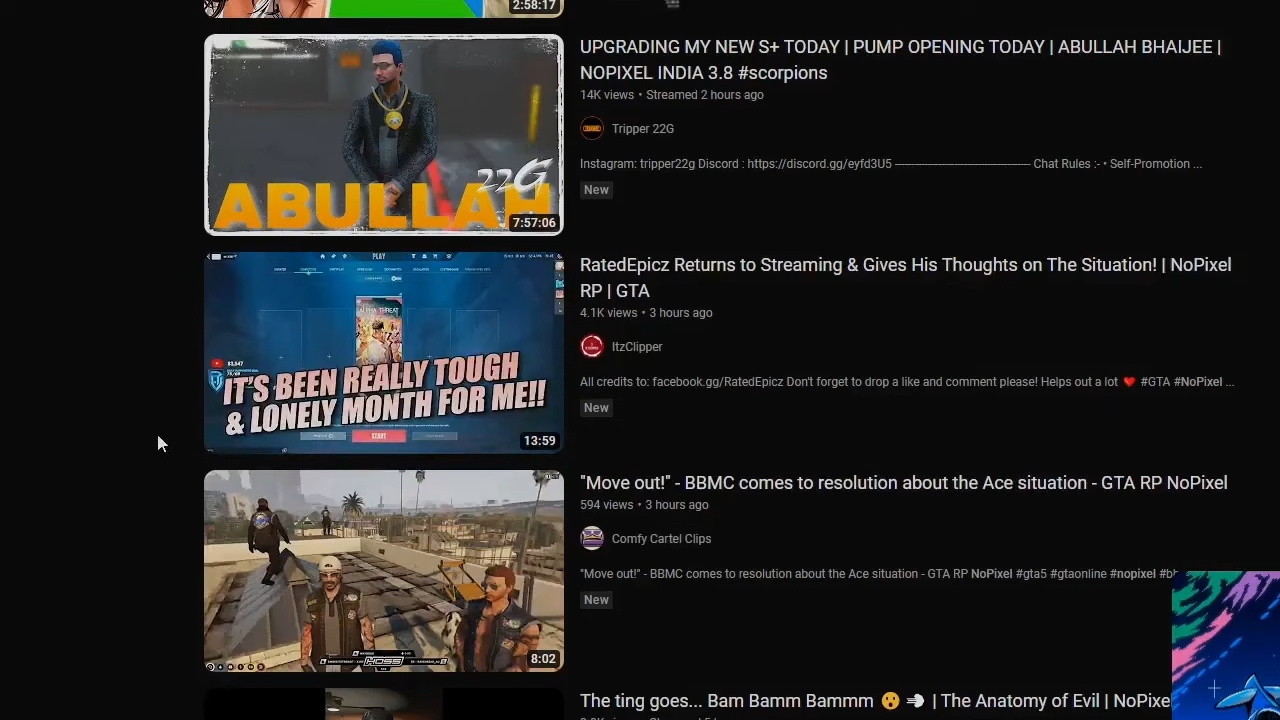 2:58:17
UPGRADING MY NEW S+ TODAY | PUMP OPENING TODAY | ABULLAH BHAIJEE |
NOPIXEL INDIA 3.8 #scorpions
14K views • Streamed 2 hours ago
Tripper 22G
Instagram: tripper22g Discord : https://discord.gg/eyfd3U5 ---------------------------------------- Chat Rules :- • Self-Promotion ...
New
22G
ABULLAH
7:57:06
RatedEpicz Returns to Streaming & Gives His Thoughts on The Situation! | NoPixel
RP | GTA
4.1K views • 3 hours ago
ItzClipper
All credits to: facebook.gg/RatedEpicz Don't forget to drop a like and comment please! Helps out a lot ❤️ #GTA #NoPixel ...
New
PLAY
ALPHA THREAT
IT'S BEEN REALLY TOUGH
& LONELY MONTH FOR ME!!
START
13:59
"Move out!" - BBMC comes to resolution about the Ace situation - GTA RP NoPixel
594 views • 3 hours ago
Comfy Cartel Clips
"Move out!" - BBMC comes to resolution about the Ace situation - GTA RP NoPixel #gta5 #gtaonline #nopixel #bb
New
HOSS
8:02
The ting goes... Bam Bamm Bammm 😮 💨 | The Anatomy of Evil | NoPixe